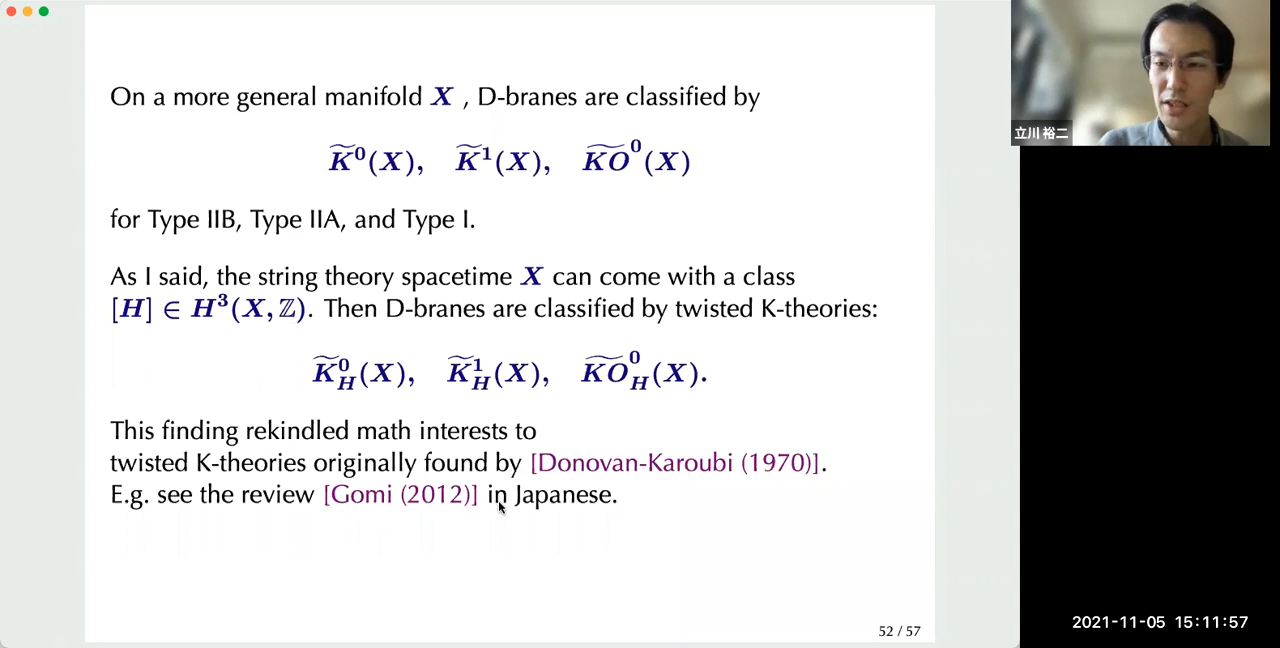 On a more general manifold X , D-branes are classified by
K̃⁰(X), K̃¹(X), K̃O⁰(X)
for Type IIB, Type IIA, and Type I.
As I said, the string theory spacetime X can come with a class
[H] ∈ H³(X, ℤ). Then D-branes are classified by twisted K-theories:
K̃⁰_H(X), K̃¹_H(X), K̃O⁰_H(X).
This finding rekindled math interests to
twisted K-theories originally found by [Donovan-Karoubi (1970)].
E.g. see the review [Gomi (2012)] in Japanese.
52 / 57
立川 裕二
2021-11-05 15:11:57